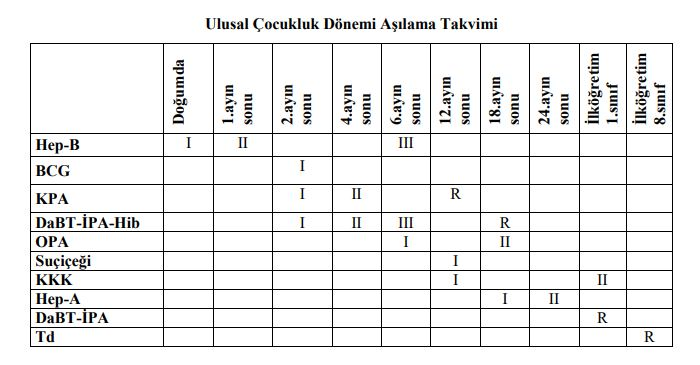 Ulusal Çocukluk Dönemi Aşılama Takvimi
Doğumda 1.ayın sonu 2.ayın sonu 4.ayın sonu 6.ayın sonu 12.ayın sonu 18.ayın sonu 24.ayın sonu İlköğretim 1.sınıf İlköğretim 8.sınıf
Hep-B I II III
BCG I
KPA I II R
DaBT-İPA-Hib I II III R
OPA I II
Suçiçeği I
KKK I II
Hep-A I II
DaBT-İPA R
Td R